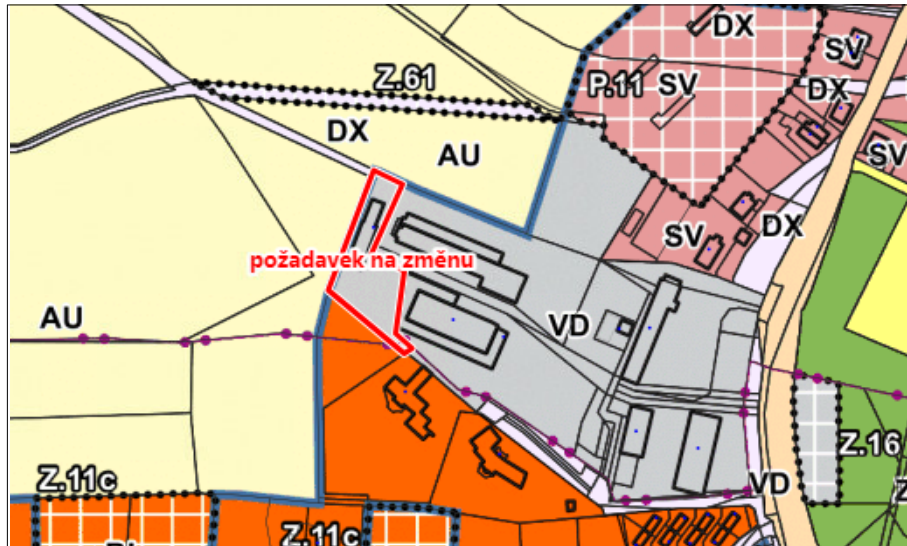 DX
SV
Z.61
P.11
SV
DX
DX
AU
SV
SV
DX
požadavek na změnu
AU
VD
Z.16
VD
Z.11c
Z.11c